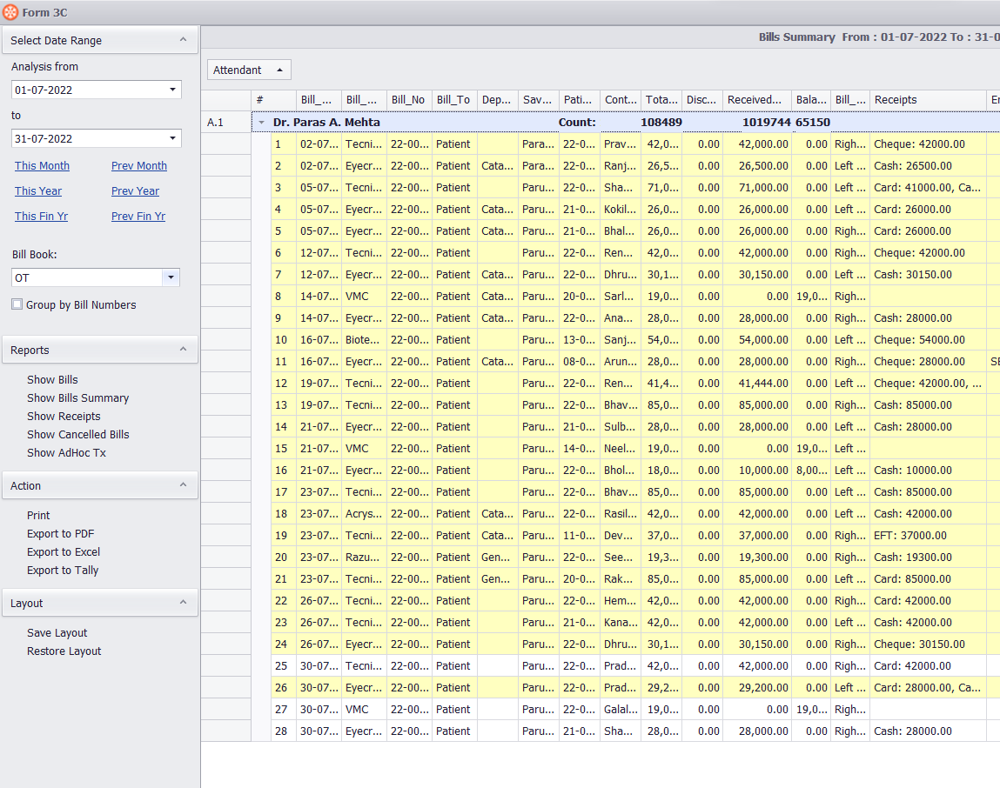 Form 3C
Select Date Range
Analysis from
01-07-2022
to
31-07-2022
This Month Prev Month
This Year Prev Year
This Fin Yr Prev Fin Yr
Bill Book:
OT
Group by Bill Numbers
Reports
Show Bills
Show Bills Summary
Show Receipts
Show Cancelled Bills
Show AdHoc Tx
Action
Print
Export to PDF
Export to Excel
Export to Tally
Layout
Save Layout
Restore Layout
Bills Summary From : 01-07-2022 To : 31-0
Attendant
# Bill_... Bill_... Bill_No Bill_To Dep... Sav... Pati... Cont... Tota... Disc... Received... Bala... Bill_... Receipts En
A.1 Dr. Paras A. Mehta Count: 108489 1019744 65150
1 02-07... Tecni... 22-00... Patient Para... 22-0... Prav... 42,0... 0.00 42,000.00 0.00 Righ... Cheque: 42000.00
2 02-07... Eyecr... 22-00... Patient Cata... Para... 22-0... Ranj... 26,5... 0.00 26,500.00 0.00 Left ... Cash: 26500.00
3 05-07... Tecni... 22-00... Patient Paru... 22-0... Sha... 71,0... 0.00 71,000.00 0.00 Left ... Card: 41000.00, Ca...
4 05-07... Eyecr... 22-00... Patient Cata... Paru... 21-0... Kokil... 26,0... 0.00 26,000.00 0.00 Left ... Card: 26000.00
5 05-07... Eyecr... 22-00... Patient Cata... Paru... 21-0... Bhal... 26,0... 0.00 26,000.00 0.00 Righ... Card: 26000.00
6 12-07... Tecni... 22-00... Patient Paru... 22-0... Ren... 42,0... 0.00 42,000.00 0.00 Righ... Cheque: 42000.00
7 12-07... Eyecr... 22-00... Patient Cata... Paru... 22-0... Dhru... 30,1... 0.00 30,150.00 0.00 Left ... Cash: 30150.00
8 14-07... VMC 22-00... Patient Cata... Paru... 20-0... Sarl... 19,0... 0.00 0.00 19,0... Righ...
9 14-07... Eyecr... 22-00... Patient Cata... Paru... 22-0... Ana... 28,0... 0.00 28,000.00 0.00 Left ... Cash: 28000.00
10 16-07... Biote... 22-00... Patient Paru... 13-0... Sanj... 54,0... 0.00 54,000.00 0.00 Left ... Cheque: 54000.00
11 16-07... Eyecr... 22-00... Patient Cata... Paru... 08-0... Arun... 28,0... 0.00 28,000.00 0.00 Righ... Cheque: 28000.00 SE
12 19-07... Tecni... 22-00... Patient Paru... 22-0... Ren... 41,4... 0.00 41,444.00 0.00 Left ... Cheque: 42000.00, ...
13 19-07... Tecni... 22-00... Patient Paru... 22-0... Bhav... 85,0... 0.00 85,000.00 0.00 Righ... Cash: 85000.00
14 21-07... Eyecr... 22-00... Patient Paru... 21-0... Sulb... 28,0... 0.00 28,000.00 0.00 Left ... Cash: 28000.00
15 21-07... VMC 22-00... Patient Paru... 14-0... Neel... 19,0... 0.00 0.00 19,0... Left ...
16 21-07... Eyecr... 22-00... Patient Paru... 22-0... Bhol... 18,0... 0.00 10,000.00 8,00... Left ... Cash: 10000.00
17 23-07... Tecni... 22-00... Patient Paru... 22-0... Bhav... 85,0... 0.00 85,000.00 0.00 Left ... Cash: 85000.00
18 23-07... Acrys... 22-00... Patient Cata... Paru... 22-0... Rasil... 42,0... 0.00 42,000.00 0.00 Left ... Cash: 42000.00
19 23-07... Tecni... 22-00... Patient Cata... Paru... 11-0... Dev... 37,0... 0.00 37,000.00 0.00 Righ... EFT: 37000.00
20 23-07... Razu... 22-00... Patient Gen... Paru... 22-0... See... 19,3... 0.00 19,300.00 0.00 Righ... Cash: 19300.00
21 23-07... Tecni... 22-00... Patient Gen... Paru... 20-0... Rak... 85,0... 0.00 85,000.00 0.00 Left ... Card: 85000.00
22 26-07... Tecni... 22-00... Patient Paru... 22-0... Hem... 42,0... 0.00 42,000.00 0.00 Righ... Card: 42000.00
23 26-07... Tecni... 22-00... Patient Paru... 21-0... Kana... 42,0... 0.00 42,000.00 0.00 Left ... Cash: 42000.00
24 26-07... Eyecr... 22-00... Patient Paru... 22-0... Dhru... 30,1... 0.00 30,150.00 0.00 Righ... Cheque: 30150.00
25 30-07... Tecni... 22-00... Patient Paru... 22-0... Prad... 42,0... 0.00 42,000.00 0.00 Righ... Card: 42000.00
26 30-07... Eyecr... 22-00... Patient Paru... 22-0... Prad... 29,2... 0.00 29,200.00 0.00 Left ... Card: 28000.00, Ca...
27 30-07... VMC 22-00... Patient Paru... 22-0... Galal... 19,0... 0.00 0.00 19,0... Righ...
28 30-07... Eyecr... 22-00... Patient Paru... 21-0... Sha... 28,0... 0.00 28,000.00 0.00 Righ... Cash: 28000.00